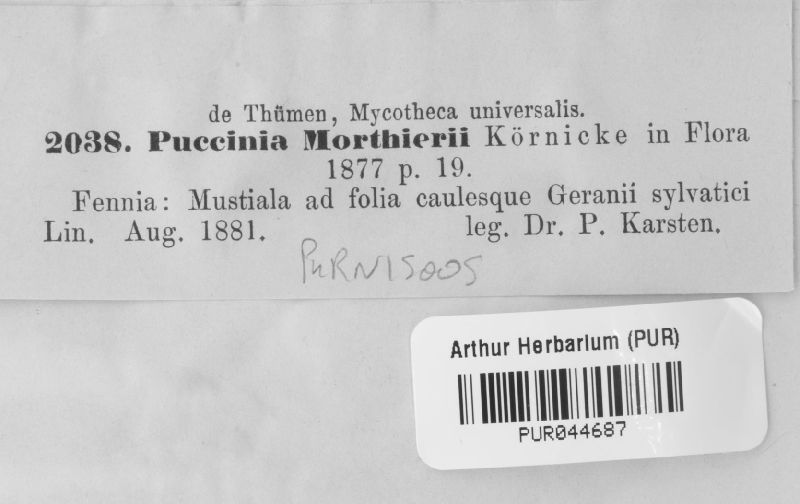 de Thümen, Mycotheca universalis.
2038. Puccinia Morthierii Körnicke in Flora
1877 p. 19.
Fennia: Mustiala ad folia caulesque Geranii sylvatici
Lin. Aug. 1881. leg. Dr. P. Karsten.
PURN15005
Arthur Herbarium (PUR)
PUR044687